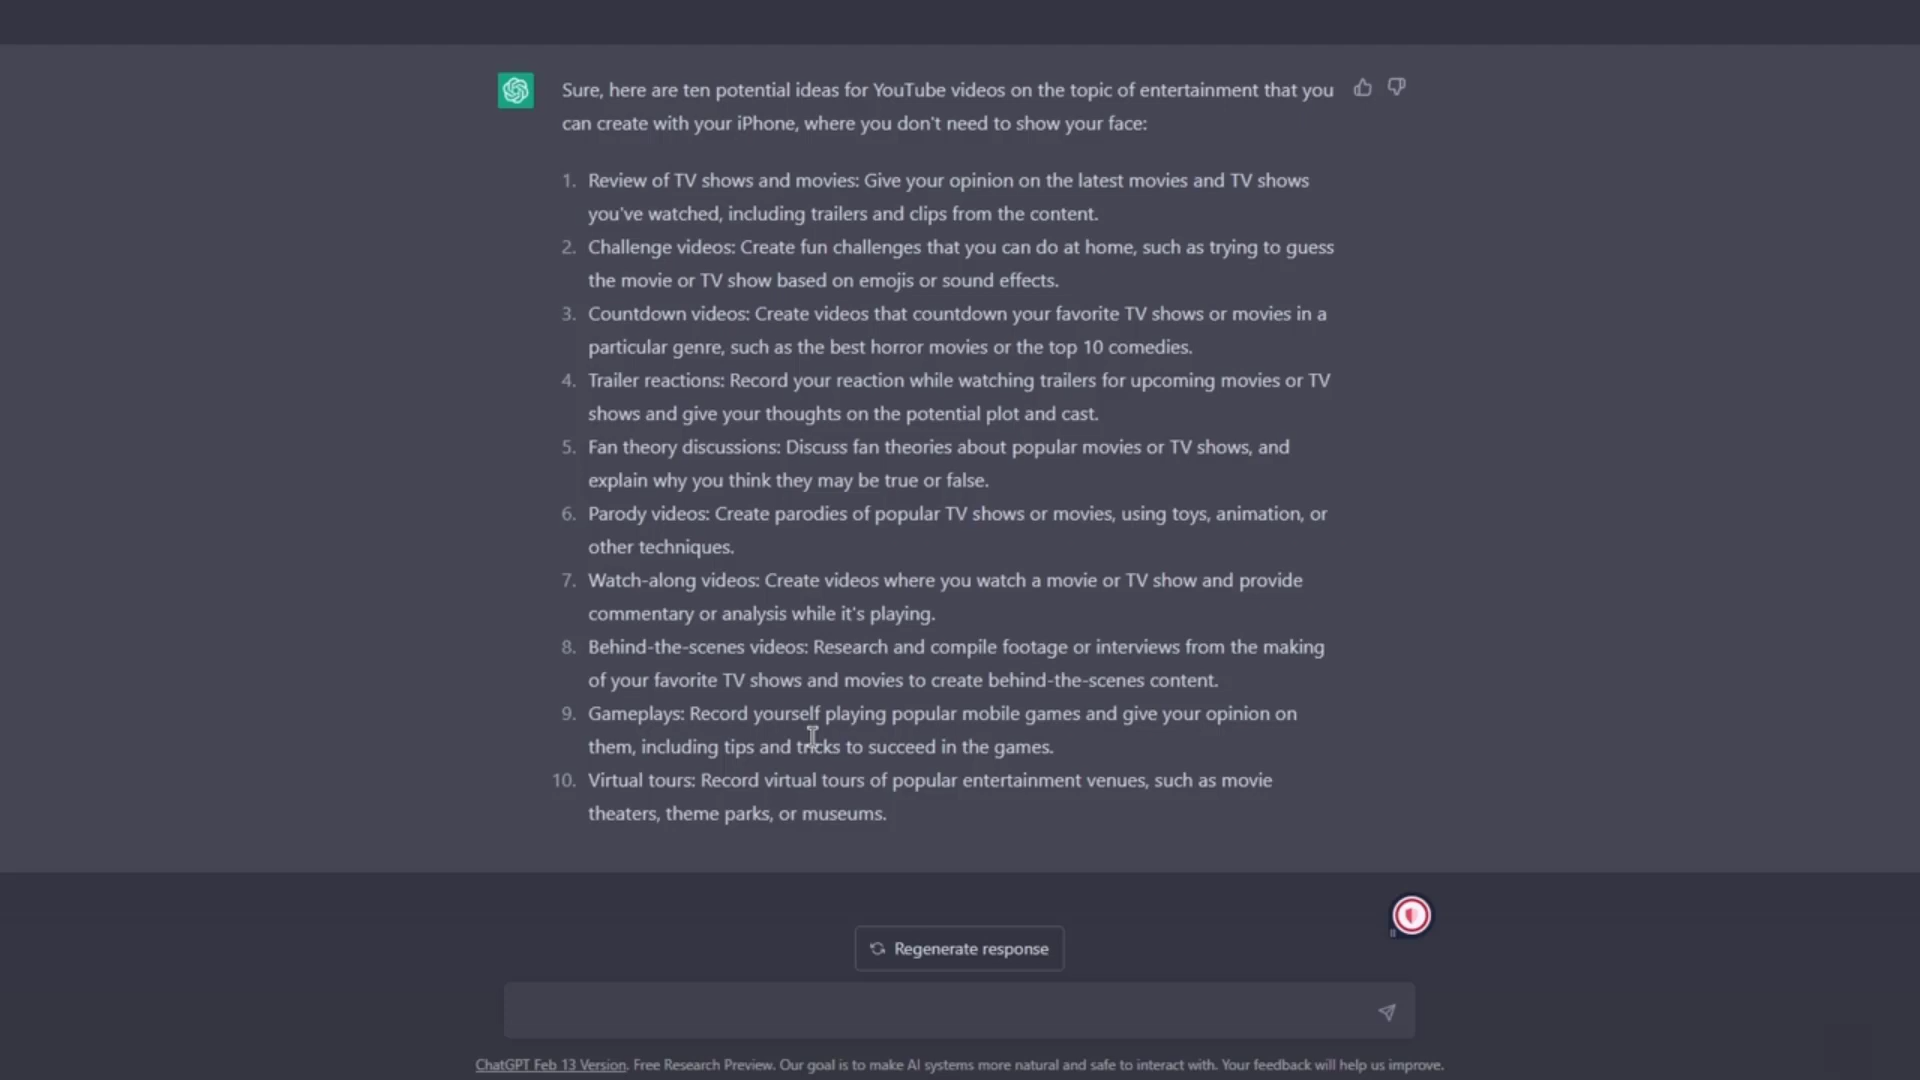 Sure, here are ten potential ideas for YouTube videos on the topic of entertainment that you
can create with your iPhone, where you don't need to show your face:
1. Review of TV shows and movies: Give your opinion on the latest movies and TV shows
you've watched, including trailers and clips from the content.
2. Challenge videos: Create fun challenges that you can do at home, such as trying to guess
the movie or TV show based on emojis or sound effects.
3. Countdown videos: Create videos that countdown your favorite TV shows or movies in a
particular genre, such as the best horror movies or the top 10 comedies.
4. Trailer reactions: Record your reaction while watching trailers for upcoming movies or TV
shows and give your thoughts on the potential plot and cast.
5. Fan theory discussions: Discuss fan theories about popular movies or TV shows, and
explain why you think they may be true or false.
6. Parody videos: Create parodies of popular TV shows or movies, using toys, animation, or
other techniques.
7. Watch-along videos: Create videos where you watch a movie or TV show and provide
commentary or analysis while it's playing.
8. Behind-the-scenes videos: Research and compile footage or interviews from the making
of your favorite TV shows and movies to create behind-the-scenes content.
9. Gameplays: Record yourself playing popular mobile games and give your opinion on
them, including tips and tricks to succeed in the games.
10. Virtual tours: Record virtual tours of popular entertainment venues, such as movie
theaters, theme parks, or museums.
Regenerate response
ChatGPT Feb 13 Version. Free Research Preview. Our goal is to make AI systems more natural and safe to interact with. Your feedback will help us improve.